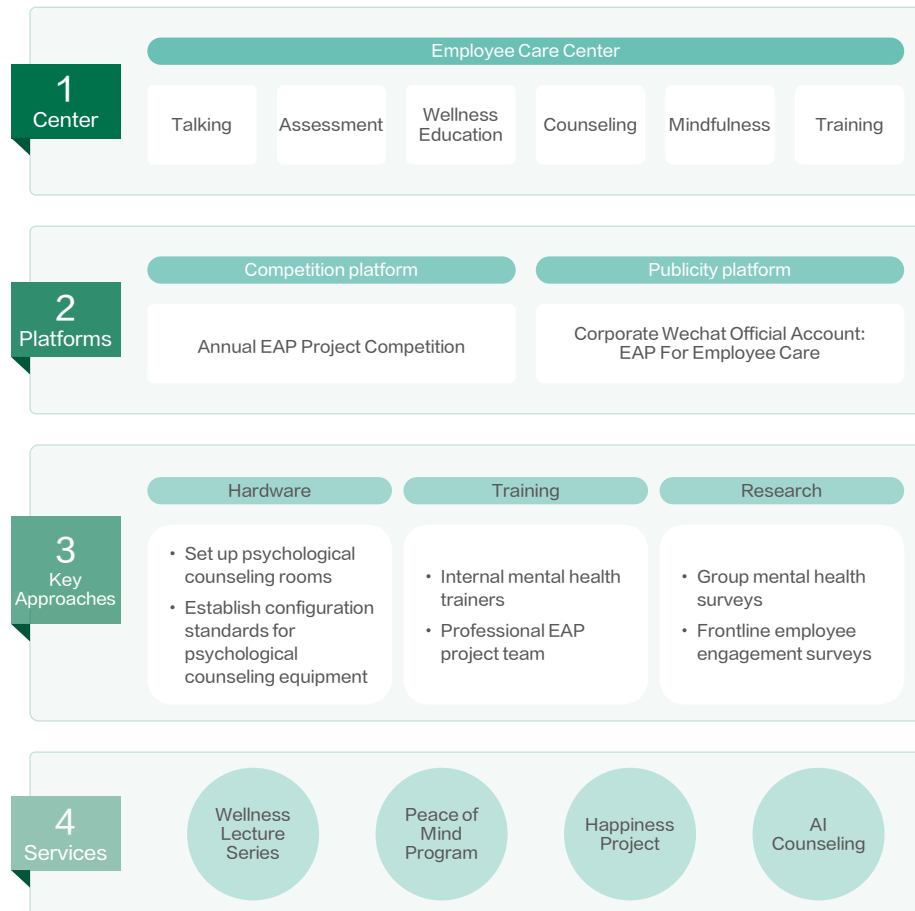 1
Center
Employee Care Center
Talking
Assessment
Wellness
Education
Counseling
Mindfulness
Training
2
Platforms
Competition platform
Annual EAP Project Competition
Publicity platform
Corporate Wechat Official Account:
EAP For Employee Care
3
Key
Approaches
Hardware
• Set up psychological
counseling rooms
• Establish configuration
standards for
psychological
counseling equipment
Training
• Internal mental health
trainers
• Professional EAP
project team
Research
• Group mental health
surveys
• Frontline employee
engagement surveys
4
Services
Wellness
Lecture
Series
Peace of
Mind
Program
Happiness
Project
AI
Counseling